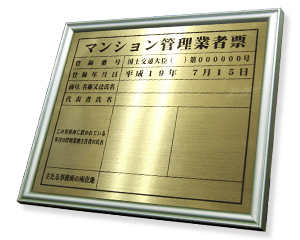 マンション管理業者票
登録番号 国土交通大臣( )第000000号
登録年月日 平成19年 7月15日
商号、名称又は氏名
代表者氏名
この事務所に置かれている
専任の管理業務主任者の氏名
主たる事務所の所在地